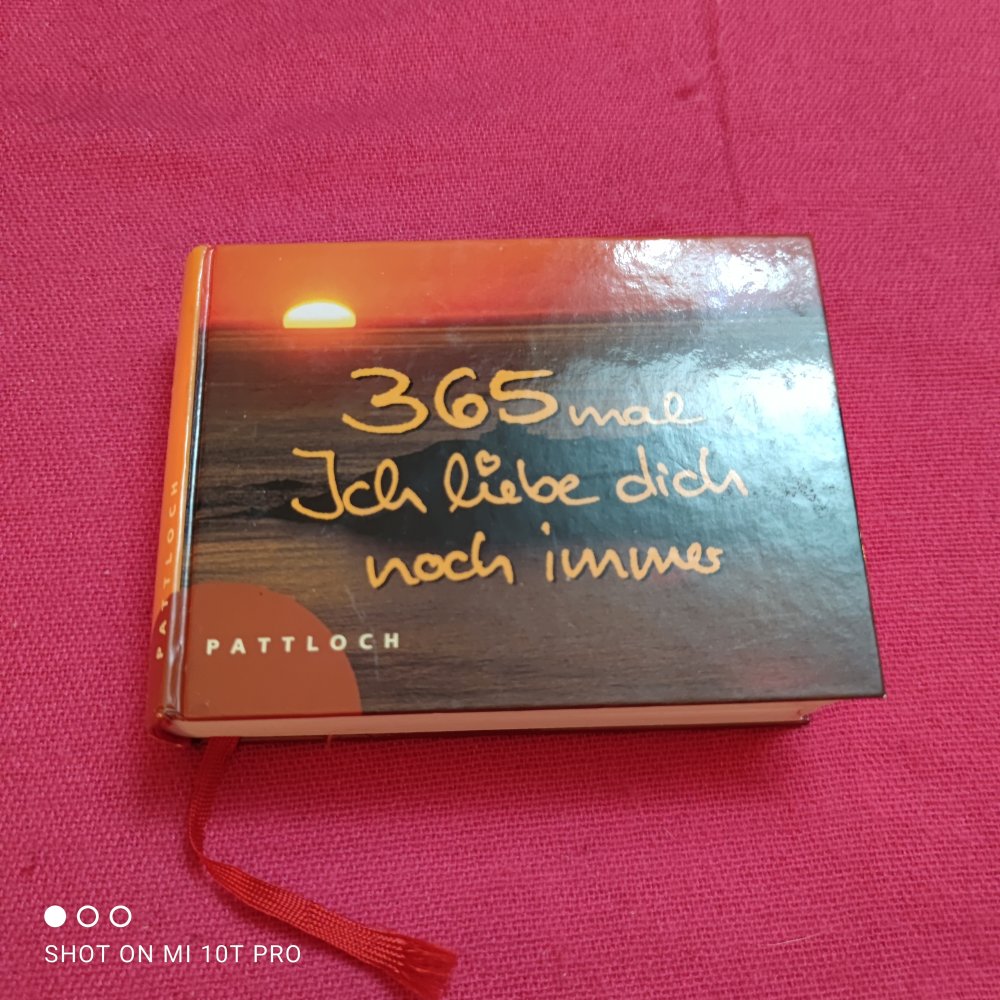 365 mal
Ich liebe dich
noch immer
PATTLOCH
PATTLOCH
SHOT ON MI 10T PRO